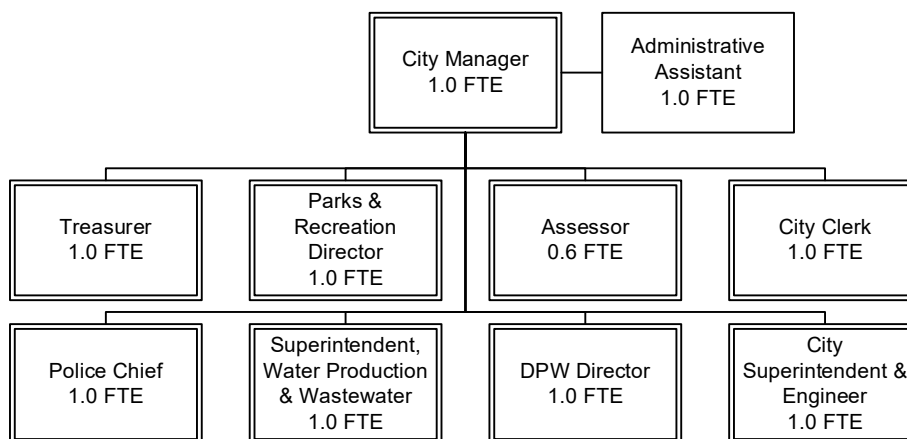 City Manager
1.0 FTE
Administrative
Assistant
1.0 FTE
Treasurer
1.0 FTE
Parks &
Recreation
Director
1.0 FTE
Assessor
0.6 FTE
City Clerk
1.0 FTE
Police Chief
1.0 FTE
Superintendent,
Water Production
& Wastewater
1.0 FTE
DPW Director
1.0 FTE
City
Superintendent &
Engineer
1.0 FTE